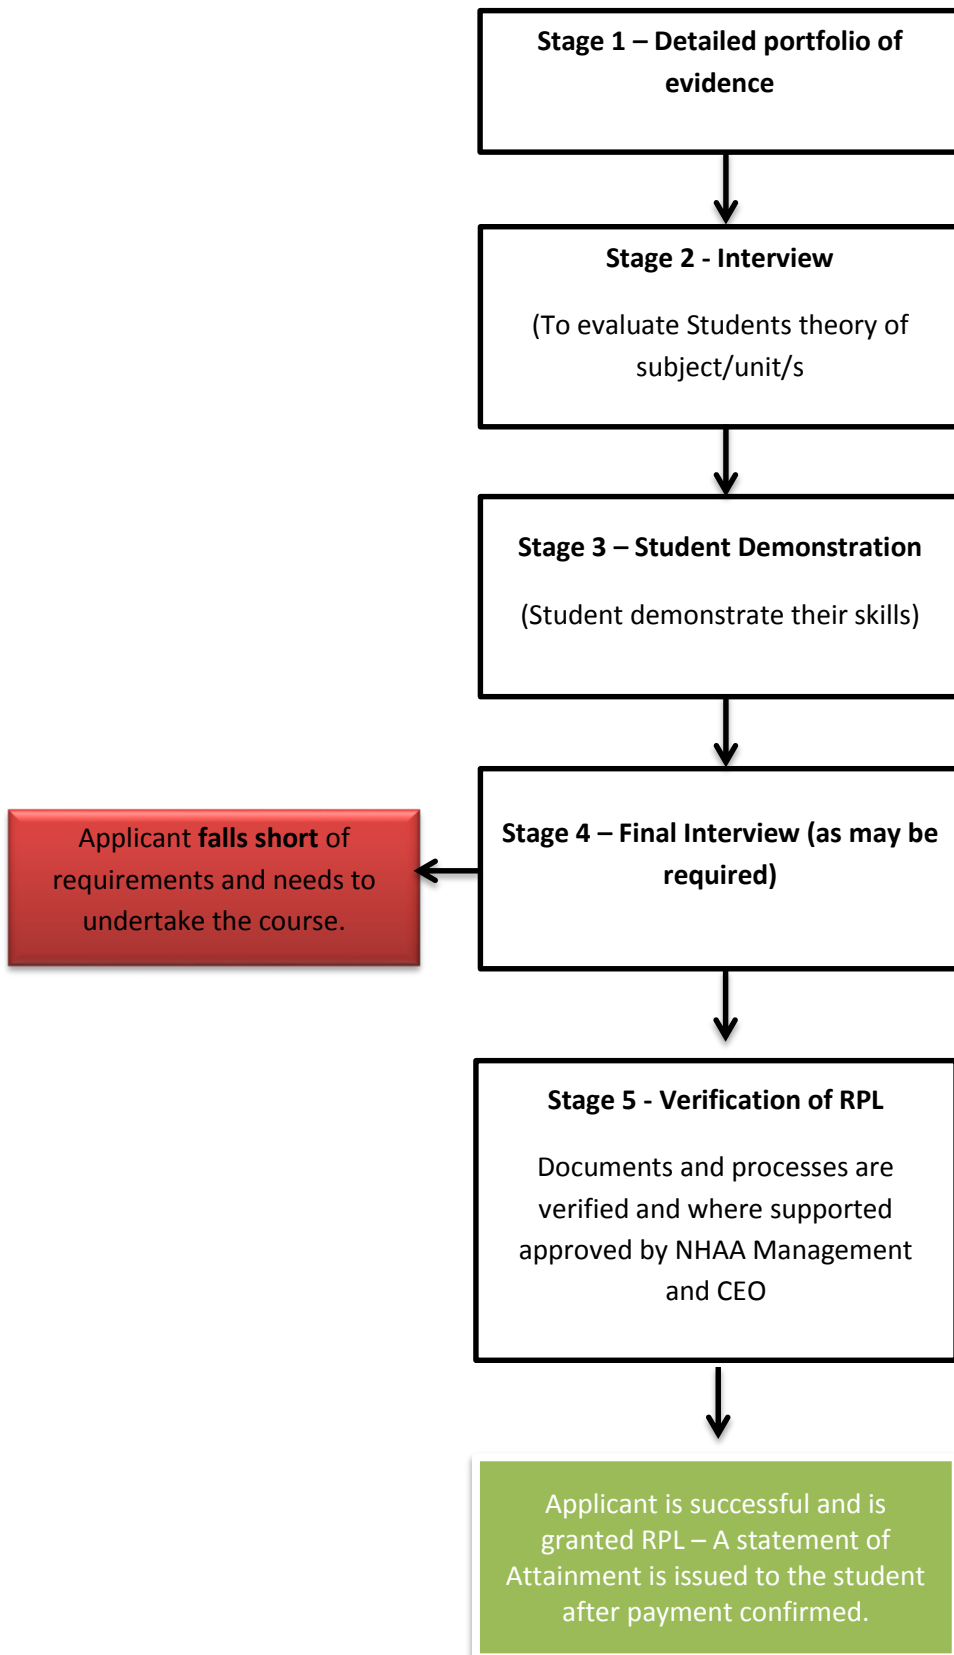 Stage 1 – Detailed portfolio of
evidence
Stage 2 - Interview
(To evaluate Students theory of
subject/unit/s
Stage 3 – Student Demonstration
(Student demonstrate their skills)
Stage 4 – Final Interview (as may be
required)
Applicant falls short of
requirements and needs to
undertake the course.
Stage 5 - Verification of RPL
Documents and processes are
verified and where supported
approved by NHAA Management
and CEO
Applicant is successful and is
granted RPL – A statement of
Attainment is issued to the student
after payment confirmed.